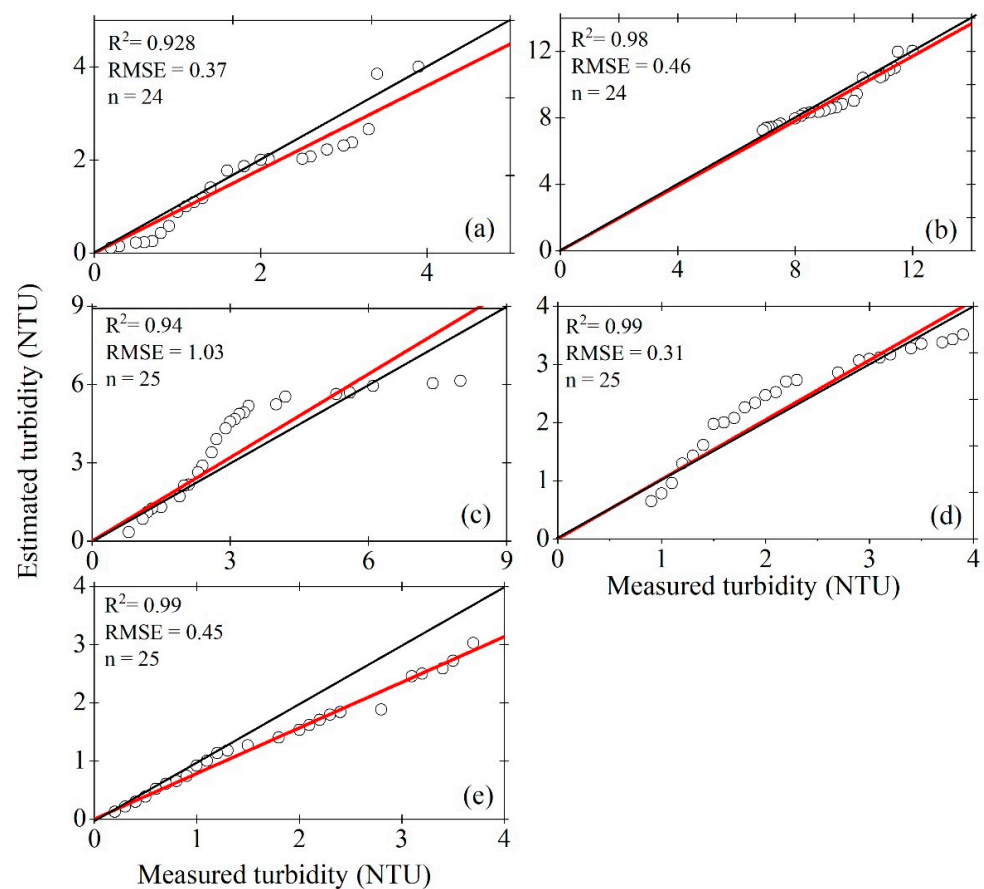 R²= 0.928
RMSE = 0.37
n = 24
4
2
0
0
2
4
(a)
R²= 0.98
RMSE = 0.46
n = 24
12
8
4
0
0
4
8
12
(b)
Estimated turbidity (NTU)
R²= 0.94
RMSE = 1.03
n = 25
9
6
3
0
0
3
6
9
(c)
R²= 0.99
RMSE = 0.31
n = 25
4
3
2
1
0
0
1
2
3
4
(d)
Measured turbidity (NTU)
R²= 0.99
RMSE = 0.45
n = 25
4
3
2
1
0
0
1
2
3
4
(e)
Measured turbidity (NTU)